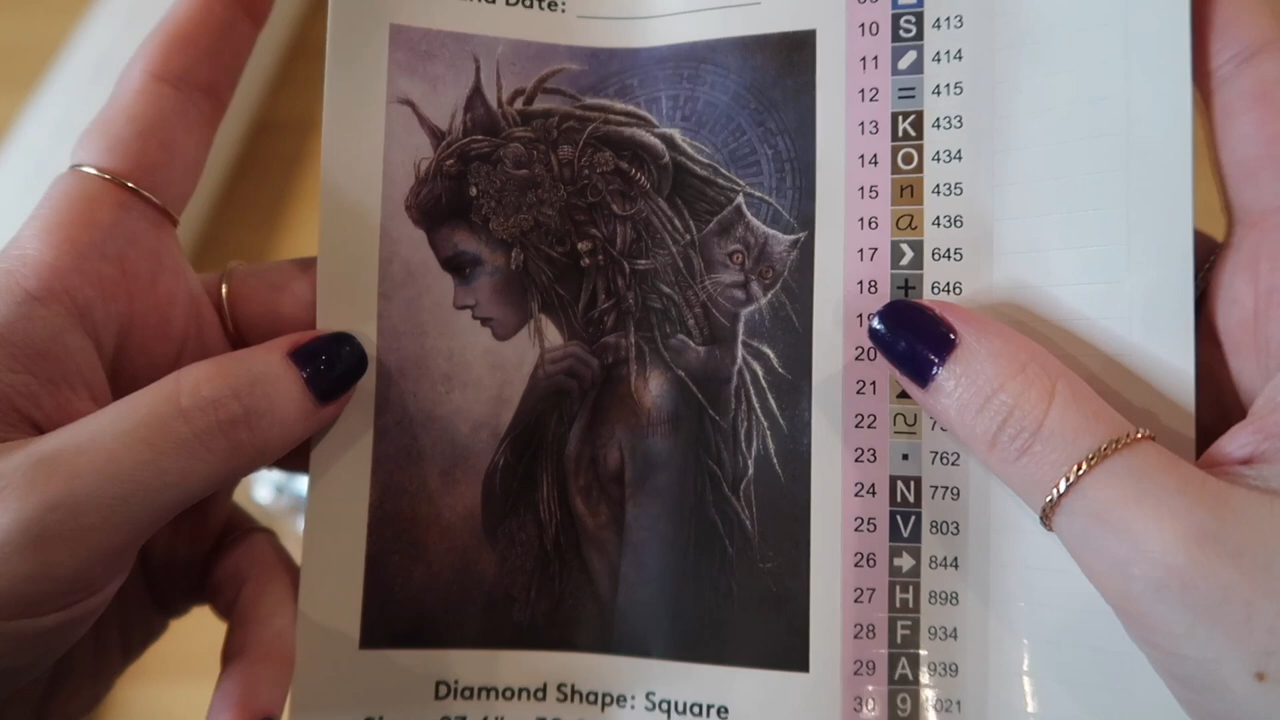 End Date:
10 S 413
11 414
12 = 415
13 K 433
14 O 434
15 n 435
16 a 436
17 645
18 + 646
20
21
22
23 762
24 N 779
25 V 803
26 844
27 H 898
28 F 934
29 A 939
30 9
Diamond Shape: Square